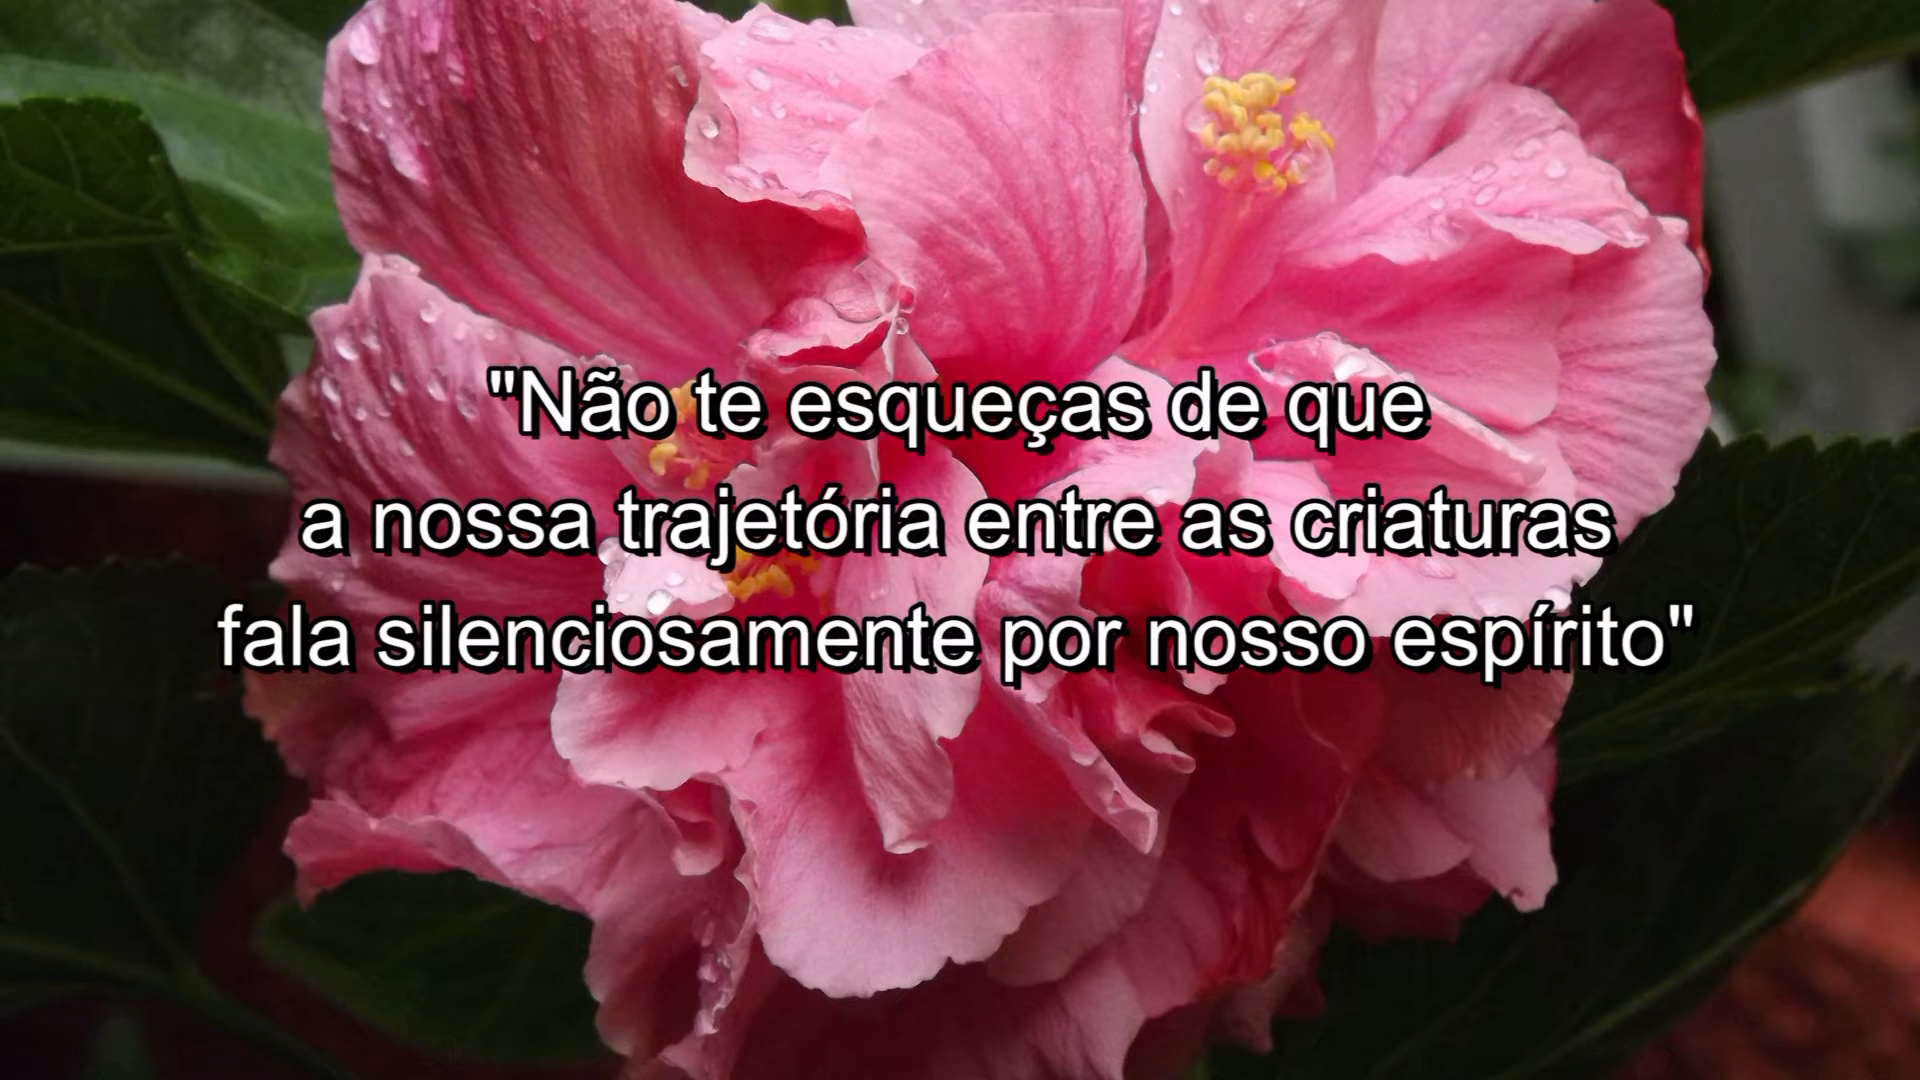 "Não te esqueças de que
a nossa trajetória entre as criaturas
fala silenciosamente por nosso espírito"